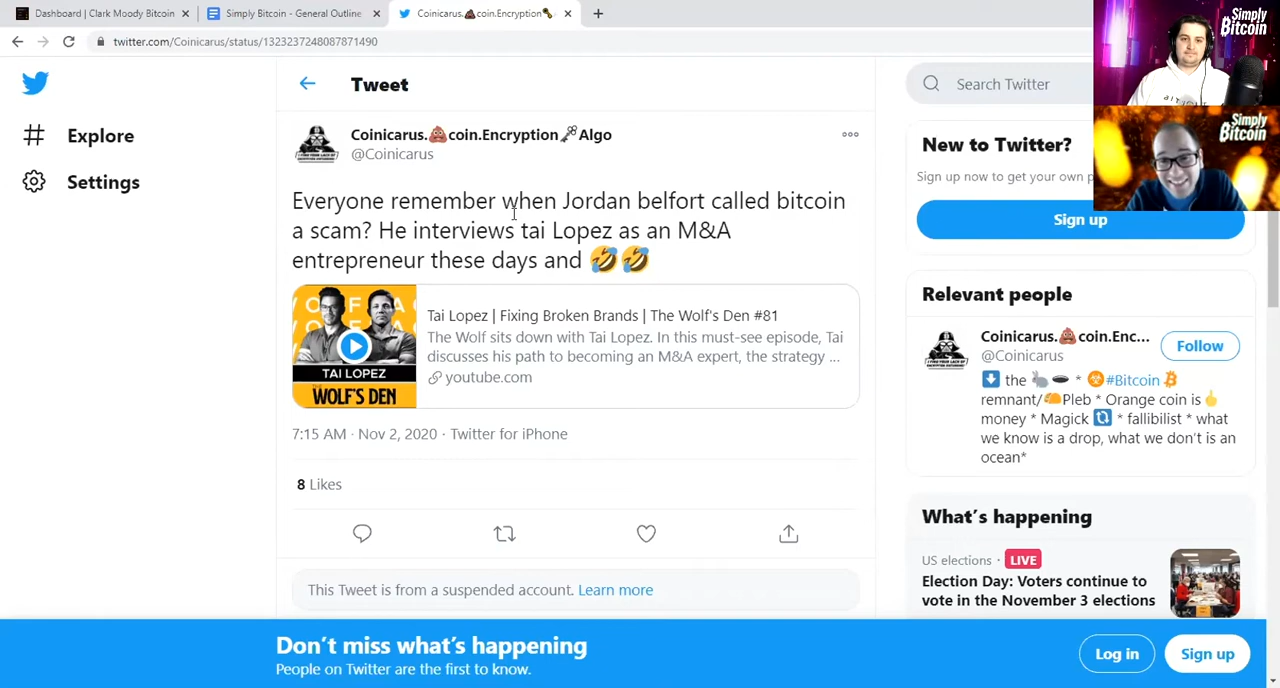 Dashboard | Clark Moody Bitcoin
Simply Bitcoin - General Outline
Coinicarus.💩coin.Encryption🗝
twitter.com/Coinicarus/status/1323237248087871490
Simply
Bitcoin
Simply
Bitcoin
Explore
Settings
Tweet
Coinicarus.💩coin.Encryption🗝Algo
@Coinicarus
Everyone remember when Jordan belfort called bitcoin
a scam? He interviews tai Lopez as an M&A
entrepreneur these days and 🤣🤣
TAI LOPEZ
THE
WOLF'S DEN
Tai Lopez | Fixing Broken Brands | The Wolf's Den #81
The Wolf sits down with Tai Lopez. In this must-see episode, Tai
discusses his path to becoming an M&A expert, the strategy ...
youtube.com
7:15 AM · Nov 2, 2020 · Twitter for iPhone
8 Likes
This Tweet is from a suspended account. Learn more
Search Twitter
New to Twitter?
Sign up now to get your own p
Sign up
Relevant people
Coinicarus.💩coin.Enc...
@Coinicarus
Follow
⬇️ the 🐇🕳️ * ☣️#Bitcoin
remnant/🌮Pleb * Orange coin is👆
money * Magick 🔃 * fallibilist * what
we know is a drop, what we don't is an
ocean*
What's happening
US elections · LIVE
Election Day: Voters continue to
vote in the November 3 elections
Don't miss what's happening
People on Twitter are the first to know.
Log in
Sign up